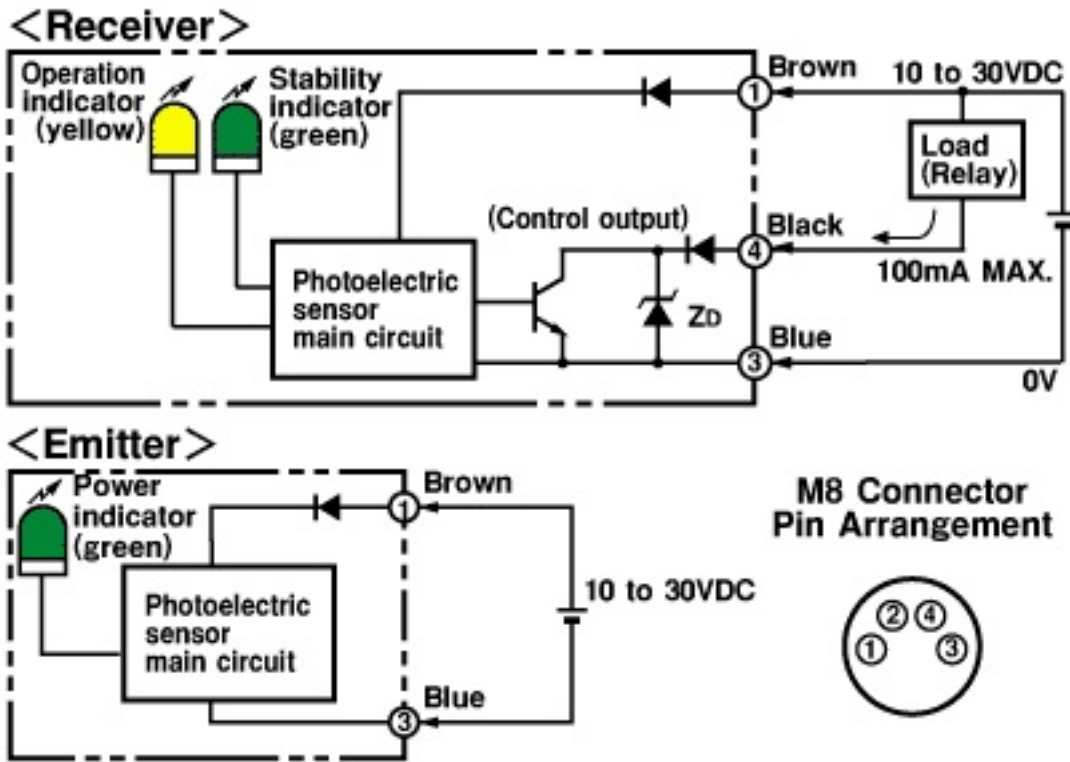 <Receiver>
Operation
indicator
(yellow)
Stability
indicator
(green)
Brown
10 to 30VDC
1
Load
(Relay)
(Control output)
Black
4
100mA MAX.
Photoelectric
sensor
main circuit
ZD
Blue
3
0V
<Emitter>
Power
indicator
(green)
Brown
1
10 to 30VDC
Photoelectric
sensor
main circuit
Blue
3
M8 Connector
Pin Arrangement
2 4
1 3